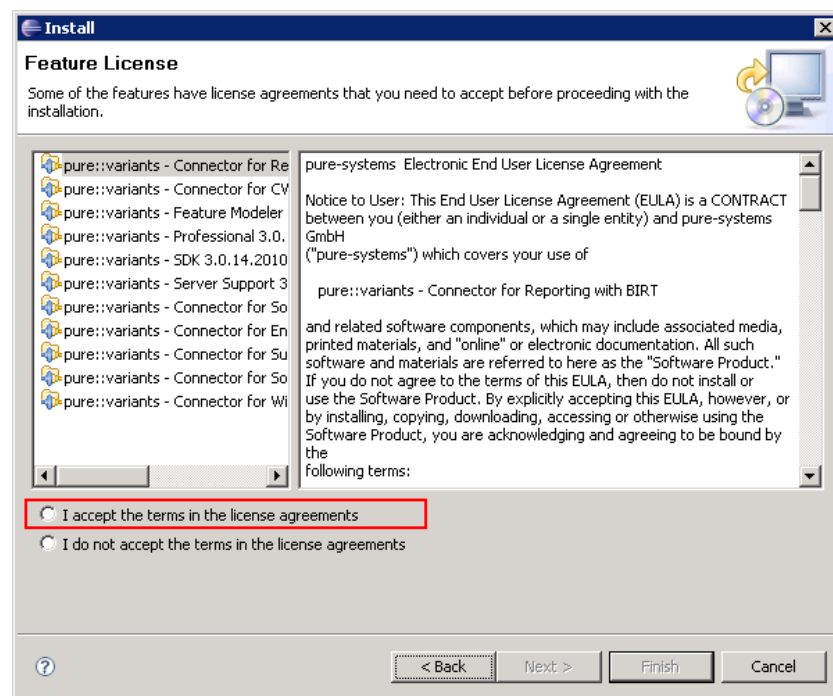 Install
Feature License
Some of the features have license agreements that you need to accept before proceeding with the
installation.
pure::variants - Connector for Re
pure::variants - Connector for CV
pure::variants - Feature Modeler
pure::variants - Professional 3.0.
pure::variants - SDK 3.0.14.2010
pure::variants - Server Support 3
pure::variants - Connector for So
pure::variants - Connector for En
pure::variants - Connector for Su
pure::variants - Connector for So
pure::variants - Connector for Wi
pure-systems Electronic End User License Agreement
Notice to User: This End User License Agreement (EULA) is a CONTRACT
between you (either an individual or a single entity) and pure-systems
GmbH
("pure-systems") which covers your use of
pure::variants - Connector for Reporting with BIRT
and related software components, which may include associated media,
printed materials, and "online" or electronic documentation. All such
software and materials are referred to here as the "Software Product."
If you do not agree to the terms of this EULA, then do not install or
use the Software Product. By explicitly accepting this EULA, however, or
by installing, copying, downloading, accessing or otherwise using the
Software Product, you are acknowledging and agreeing to be bound by
the
following terms:
I accept the terms in the license agreements
I do not accept the terms in the license agreements
? < Back Next > Finish Cancel